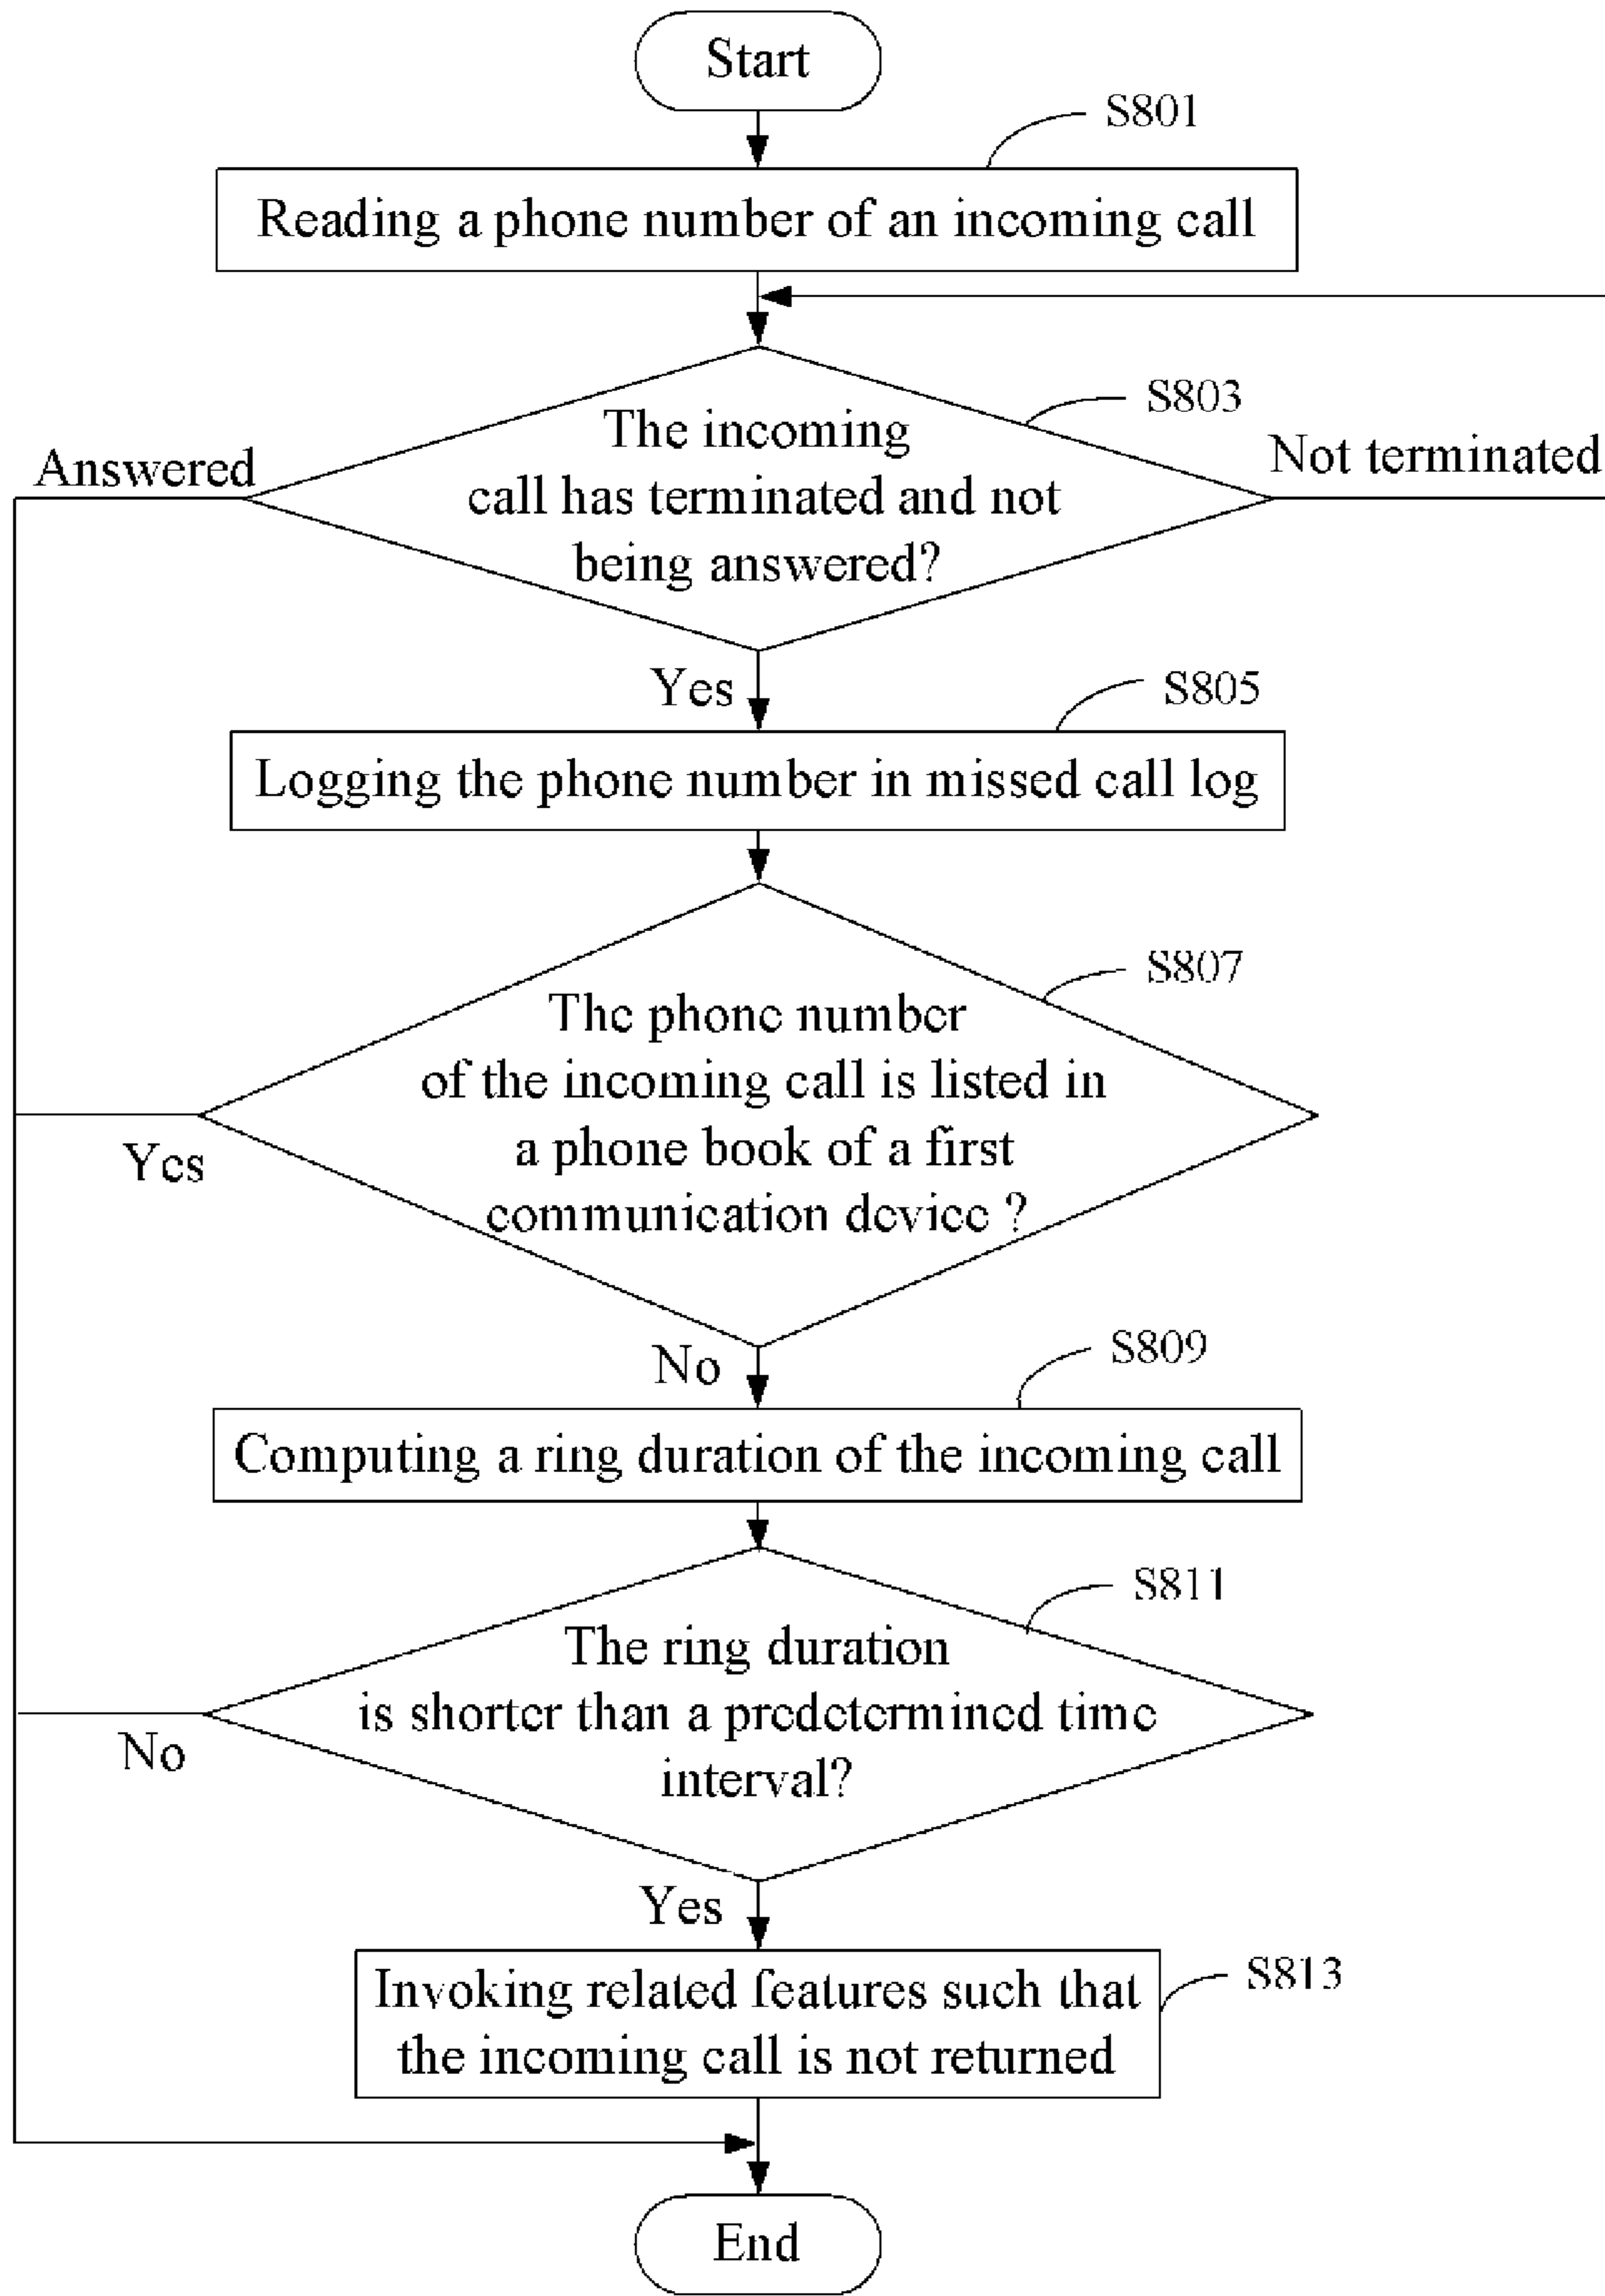 Start
S801
Reading a phone number of an incoming call
S803
The incoming
call has terminated and not
being answered?
Answered
Not terminated
Yes
S805
Logging the phone number in missed call log
S807
The phone number
of the incoming call is listed in
a phone book of a first
communication device ?
Yes
No
S809
Computing a ring duration of the incoming call
S811
The ring duration
is shorter than a predetermined time
interval?
No
Yes
Invoking related features such that
the incoming call is not returned
S813
End